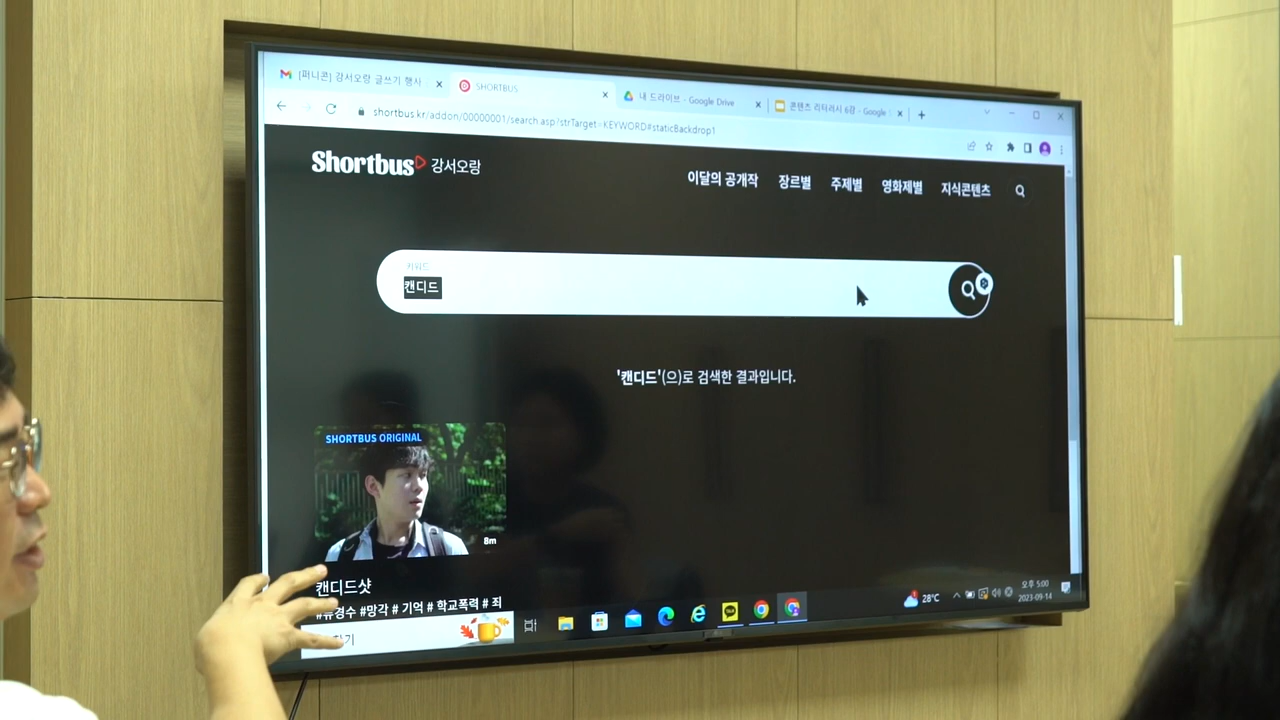 [퍼니콘] 강서오랑 글쓰기 행사
SHORTBUS
내 드라이브 - Google Drive
콘텐츠 리터러시 6강 - Google
shortbus.kr/addon/00000001/search.asp?strTarget=KEYWORD#staticBackdrop1
Shortbus 강서오랑
이달의 공개작 장르별 주제별 영화제별 지식콘텐츠
키워드
캔디드
'캔디드'(으)로 검색한 결과입니다.
SHORTBUS ORIGINAL
8m
캔디드샷
#류경수 #망각 # 기억 # 학교폭력 # 죄
28°C
오후 5:00
2023-09-14